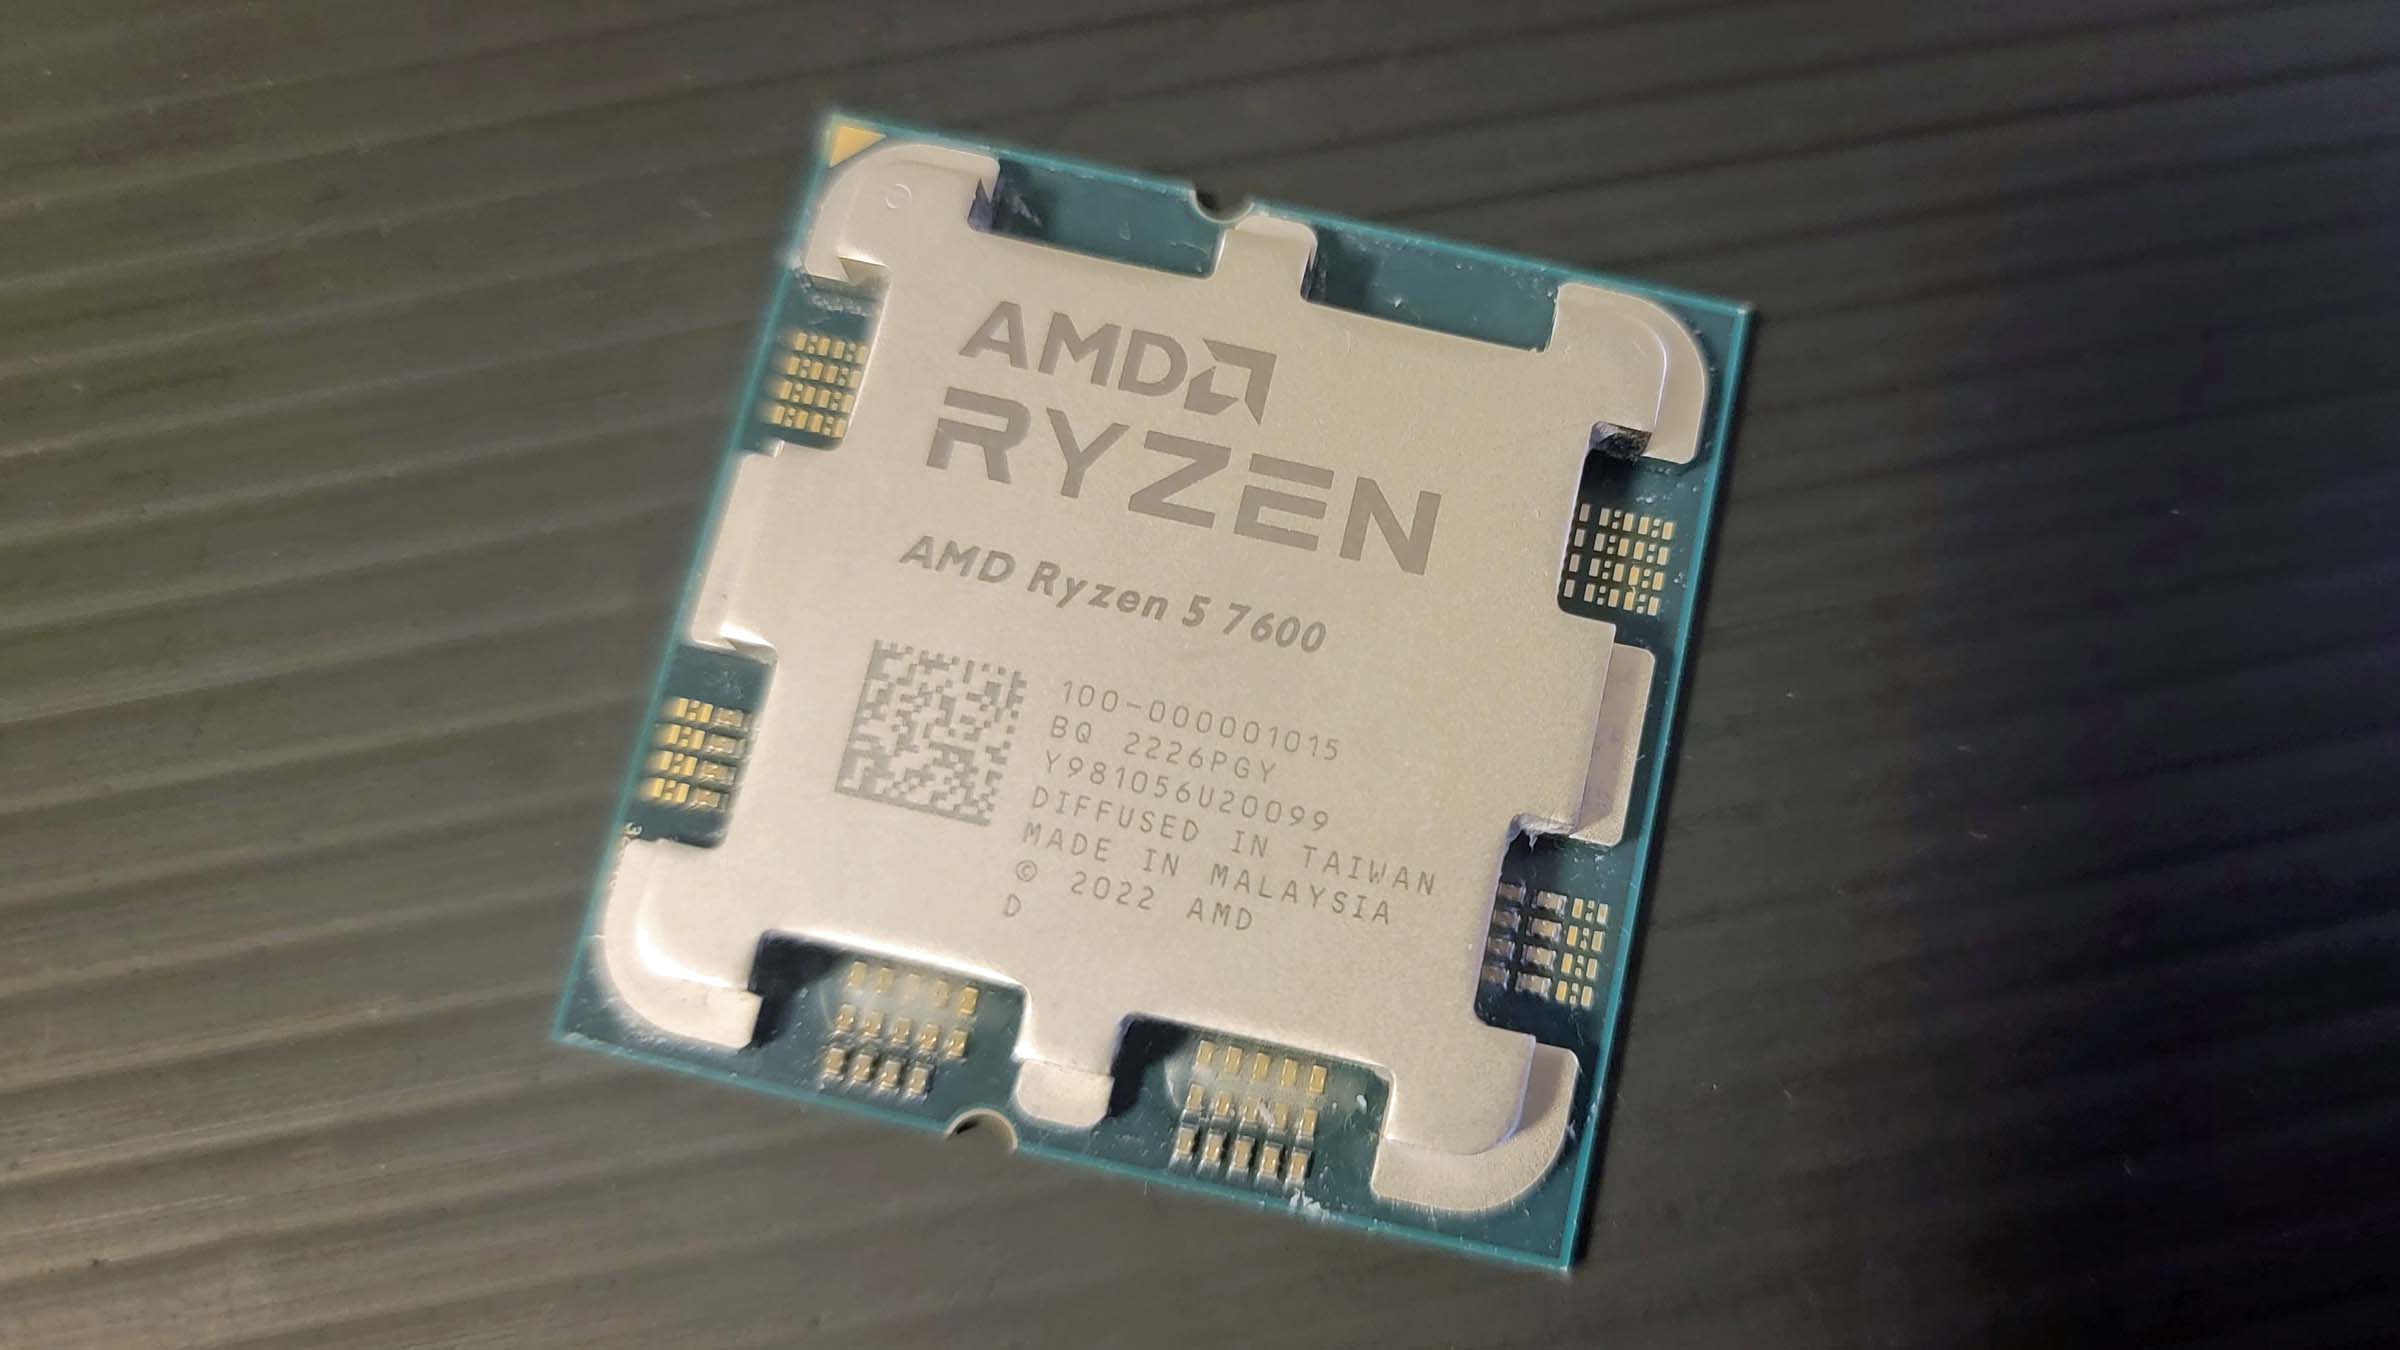 AMD
RYZEN
AMD Ryzen 5 7600
100-000001015
BQ 2226PGY
Y981056U20099
DIFFUSED IN TAIWAN
MADE IN MALAYSIA
© 2022 AMD
D